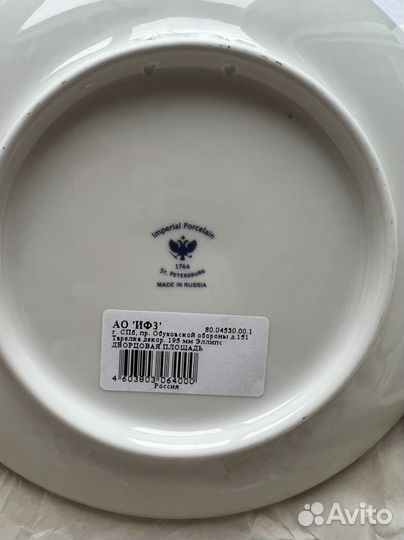 Imperial Porcelain
1744
St. Petersburg
MADE IN RUSSIA
АО 'ИФЗ'
80.04530.00.1
г. СПб, пр. Обуховской обороны д.151
Тарелка декор. 195 мм Эллипс
ДВОРЦОВАЯ ПЛОЩАДЬ
4 603803 064000
Россия
Avito